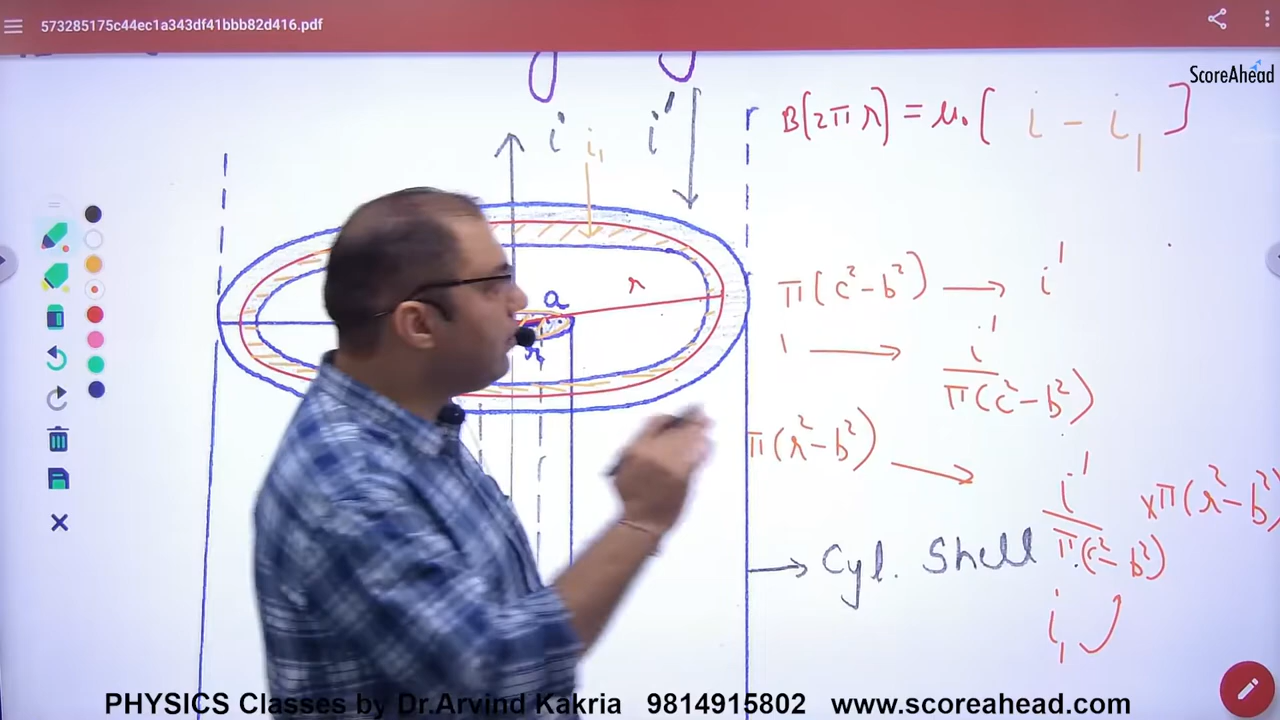 573285175c44ec1a343df41bbb82d416.pdf
ScoreAhead
i i₁ i'
r B(2πr) = μ₀[ i - i₁ ]
a r
π(c²-b²) → i'
1 → i'/π(c²-b²)
π(r²-b²) → i'/π(c²-b²) × π(r²-b²)
→ Cyl. Shell
i₁
PHYSICS Classes by Dr.Arvind Kakria 9814915802 www.scoreahead.com